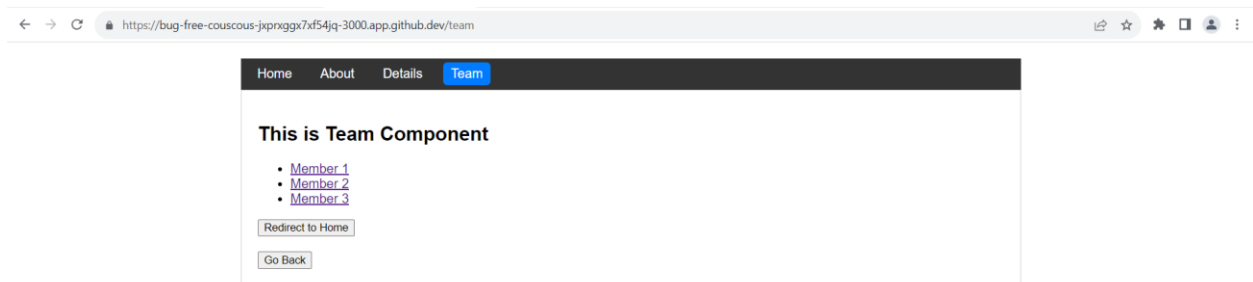 https://bug-free-couscous-jxprxggx7xf54jq-3000.app.github.dev/team
Home About Details Team
This is Team Component
Member 1
Member 2
Member 3
Redirect to Home
Go Back